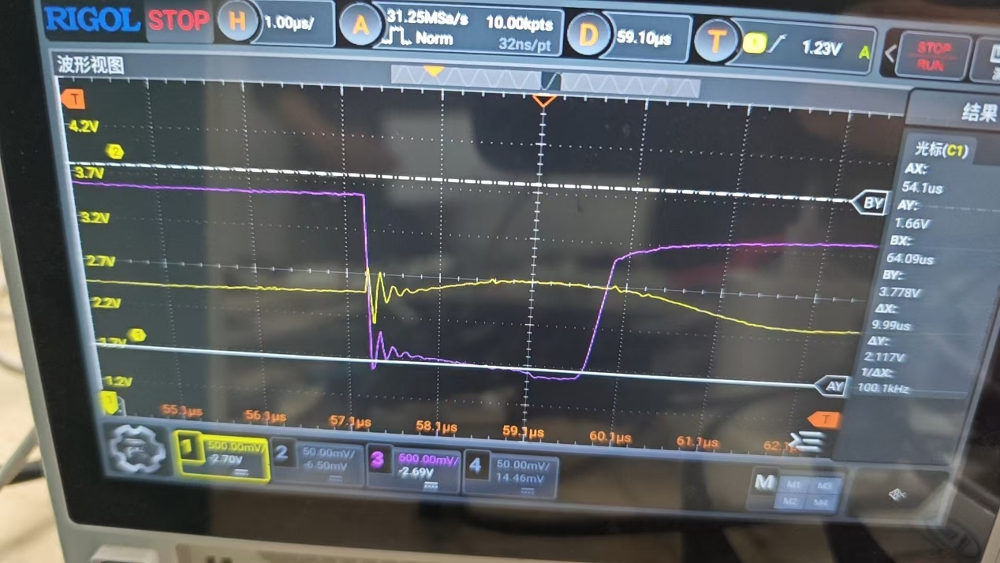 RIGOL STOP H 1.00μs/ A 31.25MSa/s 10.00kpts D 59.10μs T 1 1.23V A STOP
Norm 32ns/pt RUN
波形视图
T
结果
4.2V
2
光标(C1)
3.7V
AX:
54.1us
BY
AY:
3.2V
1.66V
BX:
2.7V
64.09us
BY:
2.2V
3.778V
ΔX:
1
9.99us
1.7V
ΔY:
2.117V
1.2V
AY
1/ΔX:
100.1kHz
1
T
55.1μs 56.1μs 57.1μs 58.1μs 59.1μs 60.1μs 61.1μs
1 500.00mV/ 2 50.00mV/ 3 500.00mV/ 4 50.00mV/ M M1 M3
-2.70V -6.50mV -2.69V 14.46mV M2 M4